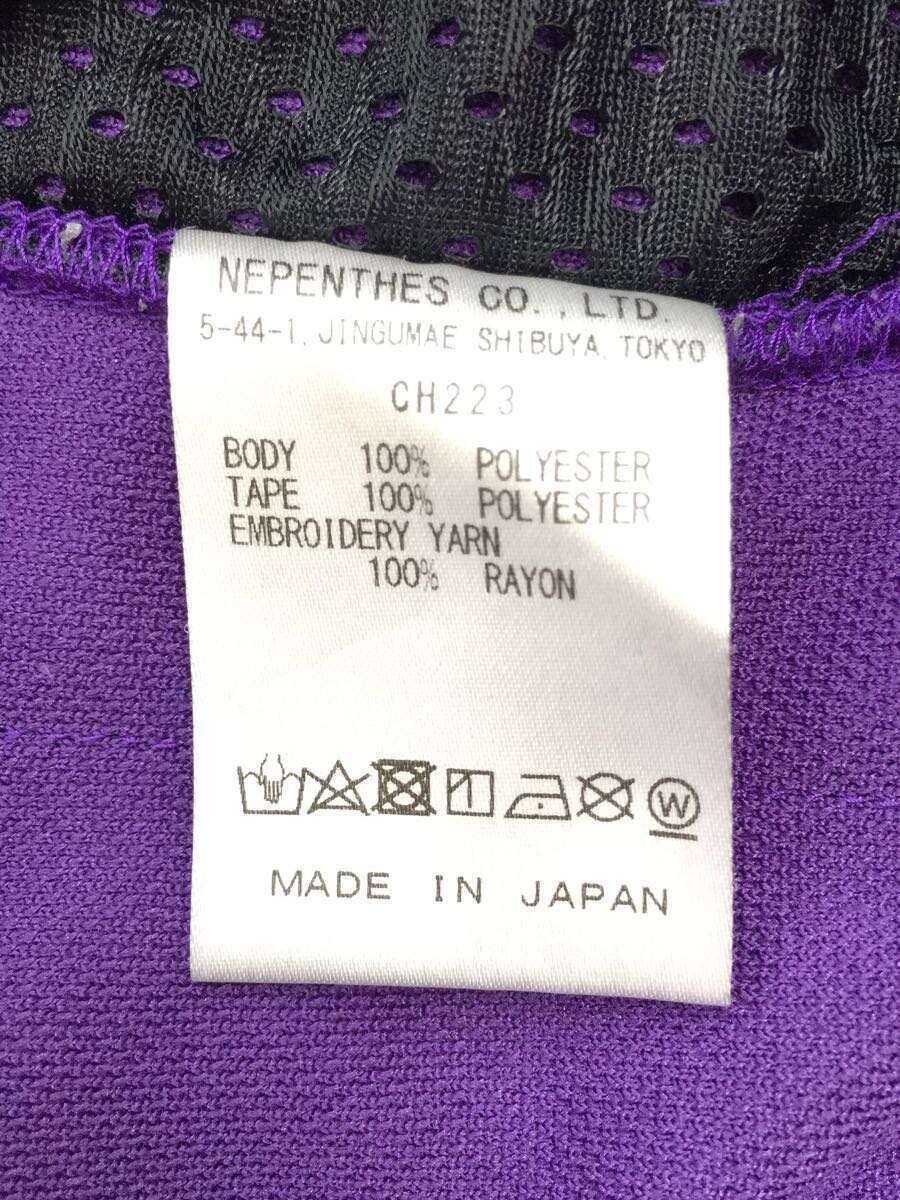 NEPENTHES CO., LTD.
5-44-1, JINGUMAE SHIBUYA, TOKYO
CH223
BODY 100% POLYESTER
TAPE 100% POLYESTER
EMBROIDERY YARN
100% RAYON
W
MADE IN JAPAN